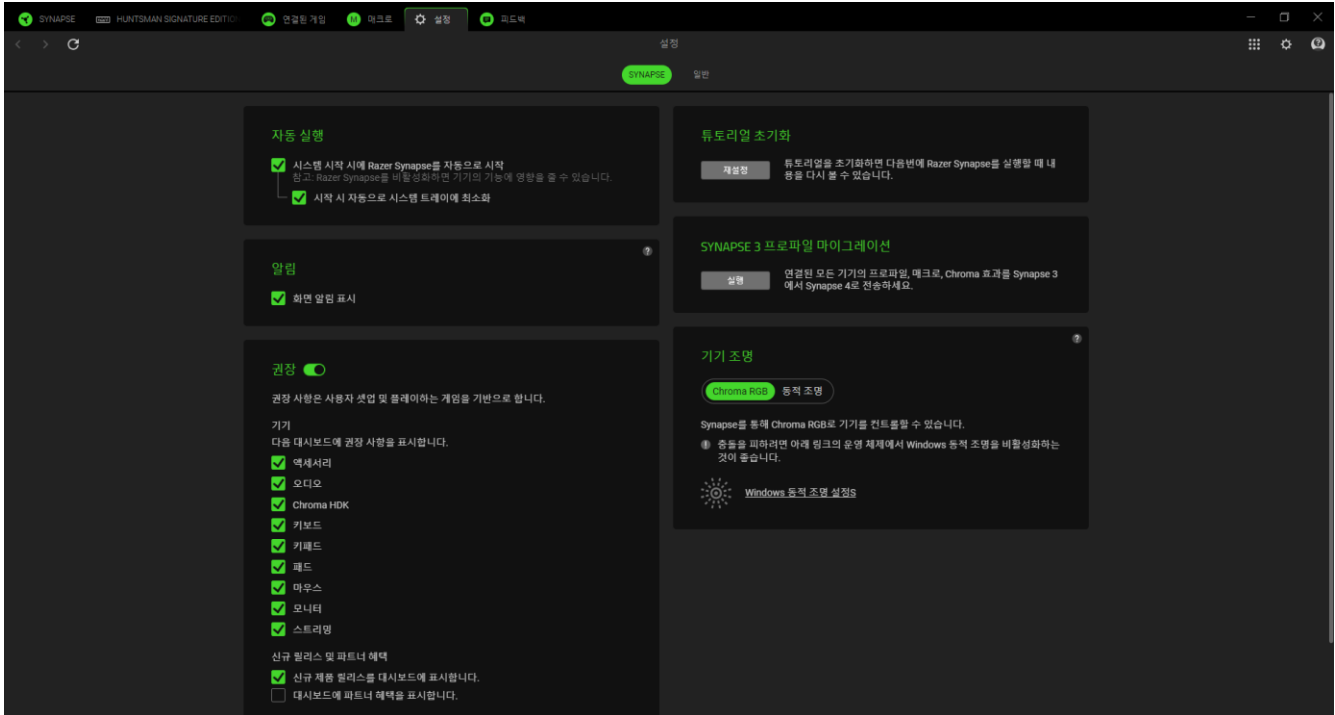 SYNAPSE
HUNTSMAN SIGNATURE EDITIO
연결된 게임
매크로
설정
피드백
설정
SYNAPSE
일반
자동 실행
시스템 시작 시에 Razer Synapse를 자동으로 시작
참고: Razer Synapse를 비활성화하면 기기의 기능에 영향을 줄 수 있습니다.
시작 시 자동으로 시스템 트레이에 최소화
알림
화면 알림 표시
권장
권장 사항은 사용자 셋업 및 플레이하는 게임을 기반으로 합니다.
기기
다음 대시보드에 권장 사항을 표시합니다.
액세서리
오디오
Chroma HDK
키보드
키패드
패드
마우스
모니터
스트리밍
신규 릴리스 및 파트너 혜택
신규 제품 릴리스를 대시보드에 표시합니다.
대시보드에 파트너 혜택을 표시합니다.
튜토리얼 초기화
재설정
튜토리얼을 초기화하면 다음번에 Razer Synapse를 실행할 때 내
용을 다시 볼 수 있습니다.
SYNAPSE 3 프로파일 마이그레이션
실행
연결된 모든 기기의 프로파일, 매크로, Chroma 효과를 Synapse 3
에서 Synapse 4로 전송하세요.
기기 조명
Chroma RGB
동적 조명
Synapse를 통해 Chroma RGB로 기기를 컨트롤할 수 있습니다.
충돌을 피하려면 아래 링크의 운영 체제에서 Windows 동적 조명을 비활성화하는
것이 좋습니다.
Windows 동적 조명 설정S